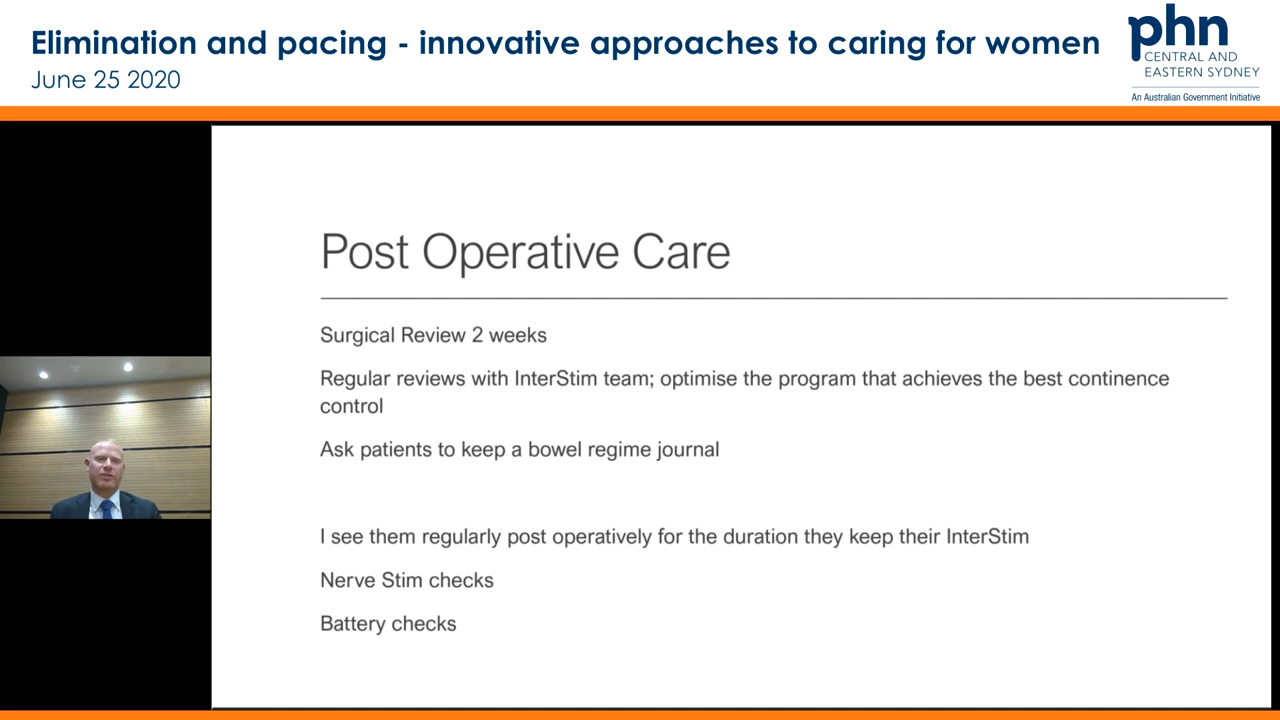 Elimination and pacing - innovative approaches to caring for women
June 25 2020
phn
CENTRAL AND
EASTERN SYDNEY
An Australian Government Initiative
Post Operative Care
Surgical Review 2 weeks
Regular reviews with InterStim team; optimise the program that achieves the best continence
control
Ask patients to keep a bowel regime journal
I see them regularly post operatively for the duration they keep their InterStim
Nerve Stim checks
Battery checks